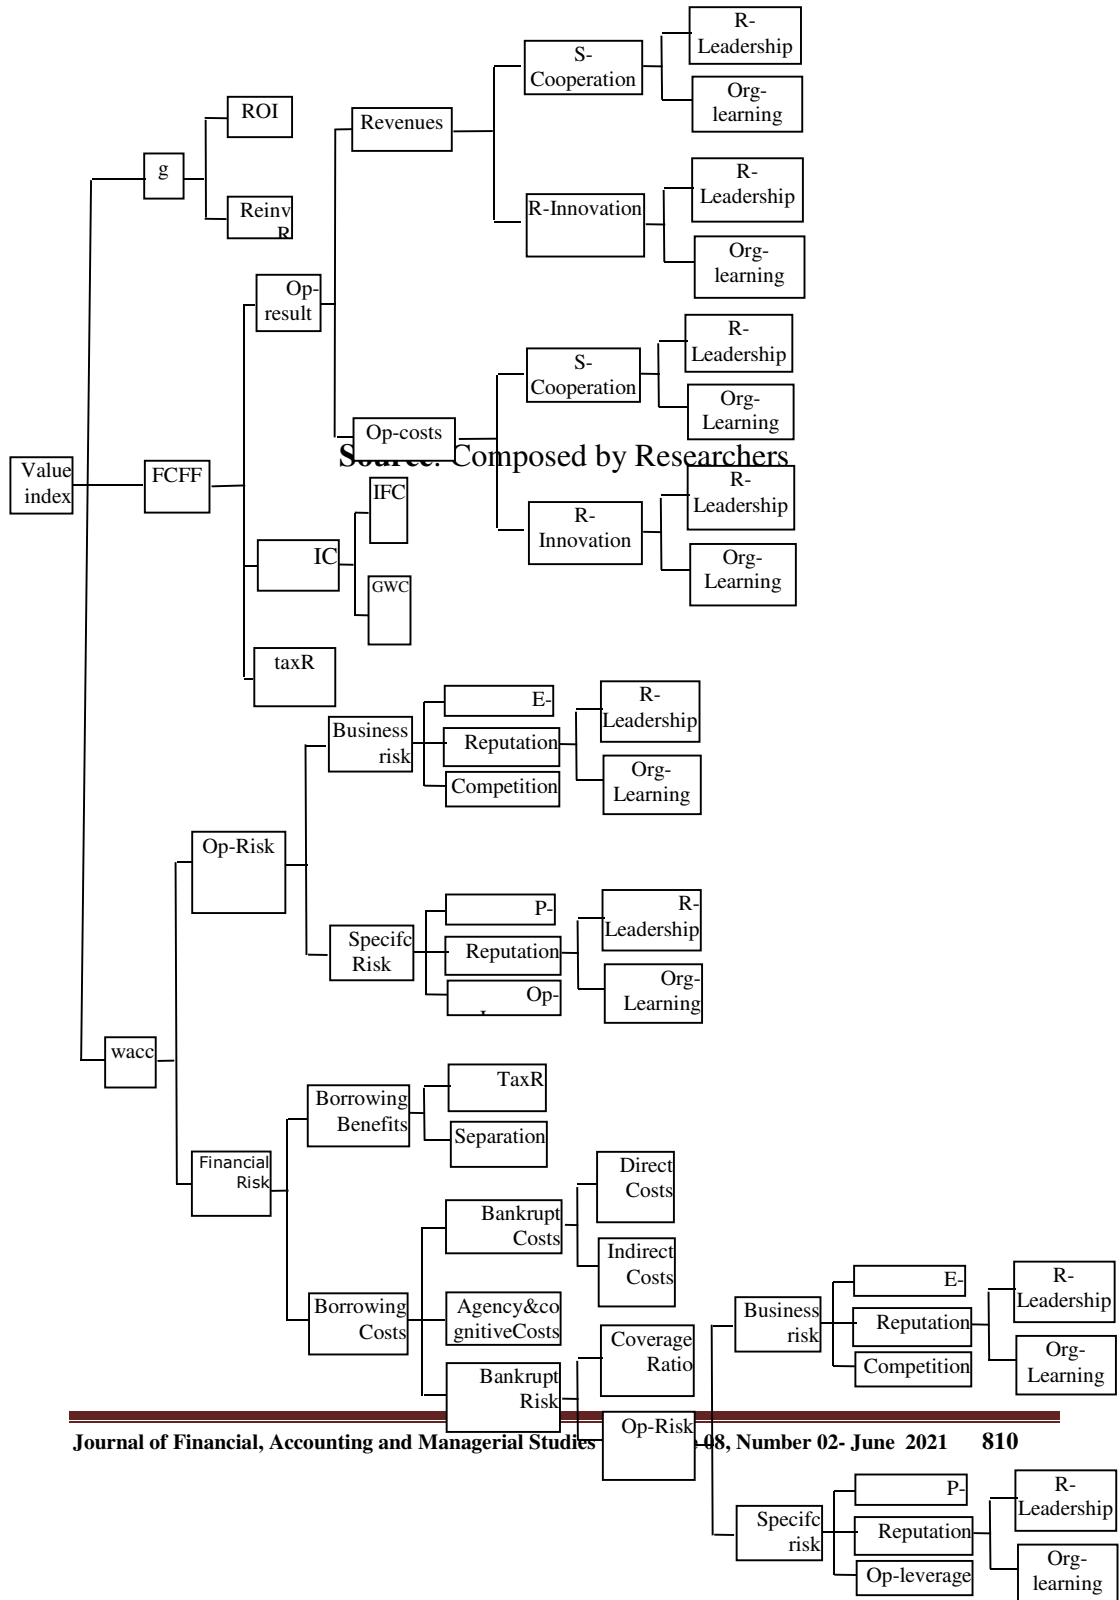 R-
Leadership
S-
Cooperation
Org-
learning
ROI
Revenues
g
R-
Leadership
Reinv
R
R-Innovation
Org-
learning
Op-
result
R-
Leadership
S-
Cooperation
Org-
Learning
Op-costs
Source: Composed by Researchers
Value
index
FCFF
IFC
R-
Leadership
R-
Innovation
IC
Org-
Learning
GWC
taxR
E-
R-
Leadership
Business
risk
Reputation
Competition
Org-
Learning
Op-Risk
P-
R-
Leadership
Specifc
Risk
Reputation
Op-
Org-
Learning
wacc
TaxR
Borrowing
Benefits
Separation
Financial
Risk
Direct
Costs
Bankrupt
Costs
Indirect
Costs
Borrowing
Costs
Agency&co
gnitiveCosts
Coverage
Ratio
Bankrupt
Risk
Op-Risk
E-
R-
Leadership
Business
risk
Reputation
Competition
Org-
Learning
Journal of Financial, Accounting and Managerial Studies 08, Number 02- June 2021 810
P-
R-
Leadership
Specifc
risk
Reputation
Op-leverage
Org-
learning